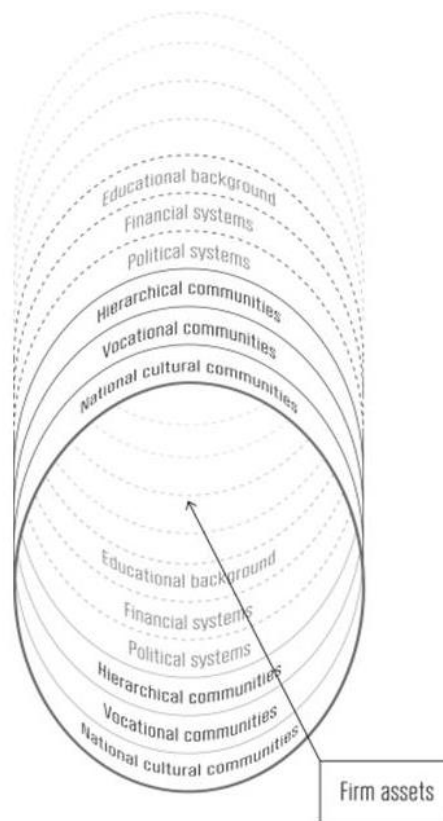 Educational background
Financial systems
Political systems
Hierarchical communities
Vocational communities
National cultural communities
Educational background
Financial systems
Political systems
Hierarchical communities
Vocational communities
National cultural communities
Firm assets